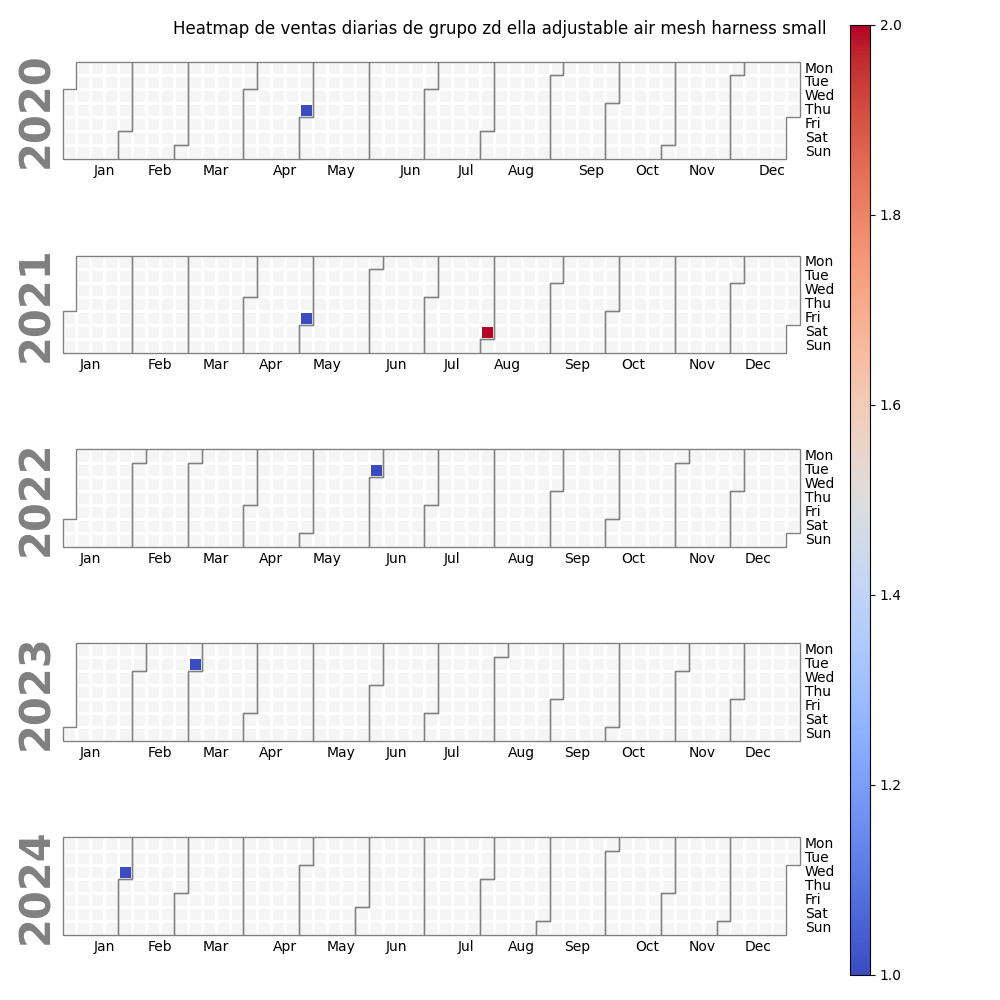 Heatmap de ventas diarias de grupo zd ella adjustable air mesh harness small
2020
Mon
Tue
Wed
Thu
Fri
Sat
Sun
Jan Feb Mar Apr May Jun Jul Aug Sep Oct Nov Dec
2021
Mon
Tue
Wed
Thu
Fri
Sat
Sun
Jan Feb Mar Apr May Jun Jul Aug Sep Oct Nov Dec
2022
Mon
Tue
Wed
Thu
Fri
Sat
Sun
Jan Feb Mar Apr May Jun Jul Aug Sep Oct Nov Dec
2023
Mon
Tue
Wed
Thu
Fri
Sat
Sun
Jan Feb Mar Apr May Jun Jul Aug Sep Oct Nov Dec
2024
Mon
Tue
Wed
Thu
Fri
Sat
Sun
Jan Feb Mar Apr May Jun Jul Aug Sep Oct Nov Dec
2.0
1.8
1.6
1.4
1.2
1.0